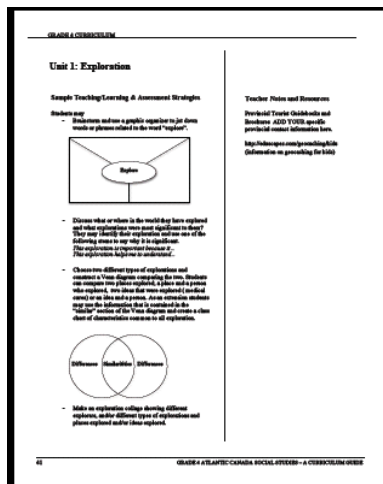 GRADE 6 CURRICULUM
Unit 1: Exploration
Sample Teaching/Learning & Assessment Strategies
Students may
- Brainstorm and use a graphic organizer to jot down
words or phrases related to the word "explore".
Explore
- Discuss what or where in the world they have explored
and what explorations were most significant to them?
They may identify their exploration and use one of the
following stems to say why it is significant.
This exploration is important because it...
This exploration helps me to understand...
- Choose two different types of explorations and
construct a Venn diagram comparing the two. Students
can compare two places explored, a place and a person
who explored, two ideas that were explored (medical
cures) or an idea and a person. As an extension students
may use the information that is contained in the
"similar" section of the Venn diagram and create a class
chart of characteristics common to all exploration.
Differences
Similarities
Differences
- Make an exploration collage showing different
explorers, and/or different types of explorations and
places explored and/or ideas explored.
Teacher Notes and Resources
Provincial Tourist Guidebooks and
Brochures ADD YOUR specific
provincial contact information here.
http://eduscapes.com/geocaching/kids
(information on geocaching for kids)
GRADE 6 ATLANTIC CANADA SOCIAL STUDIES – A CURRICULUM GUIDE